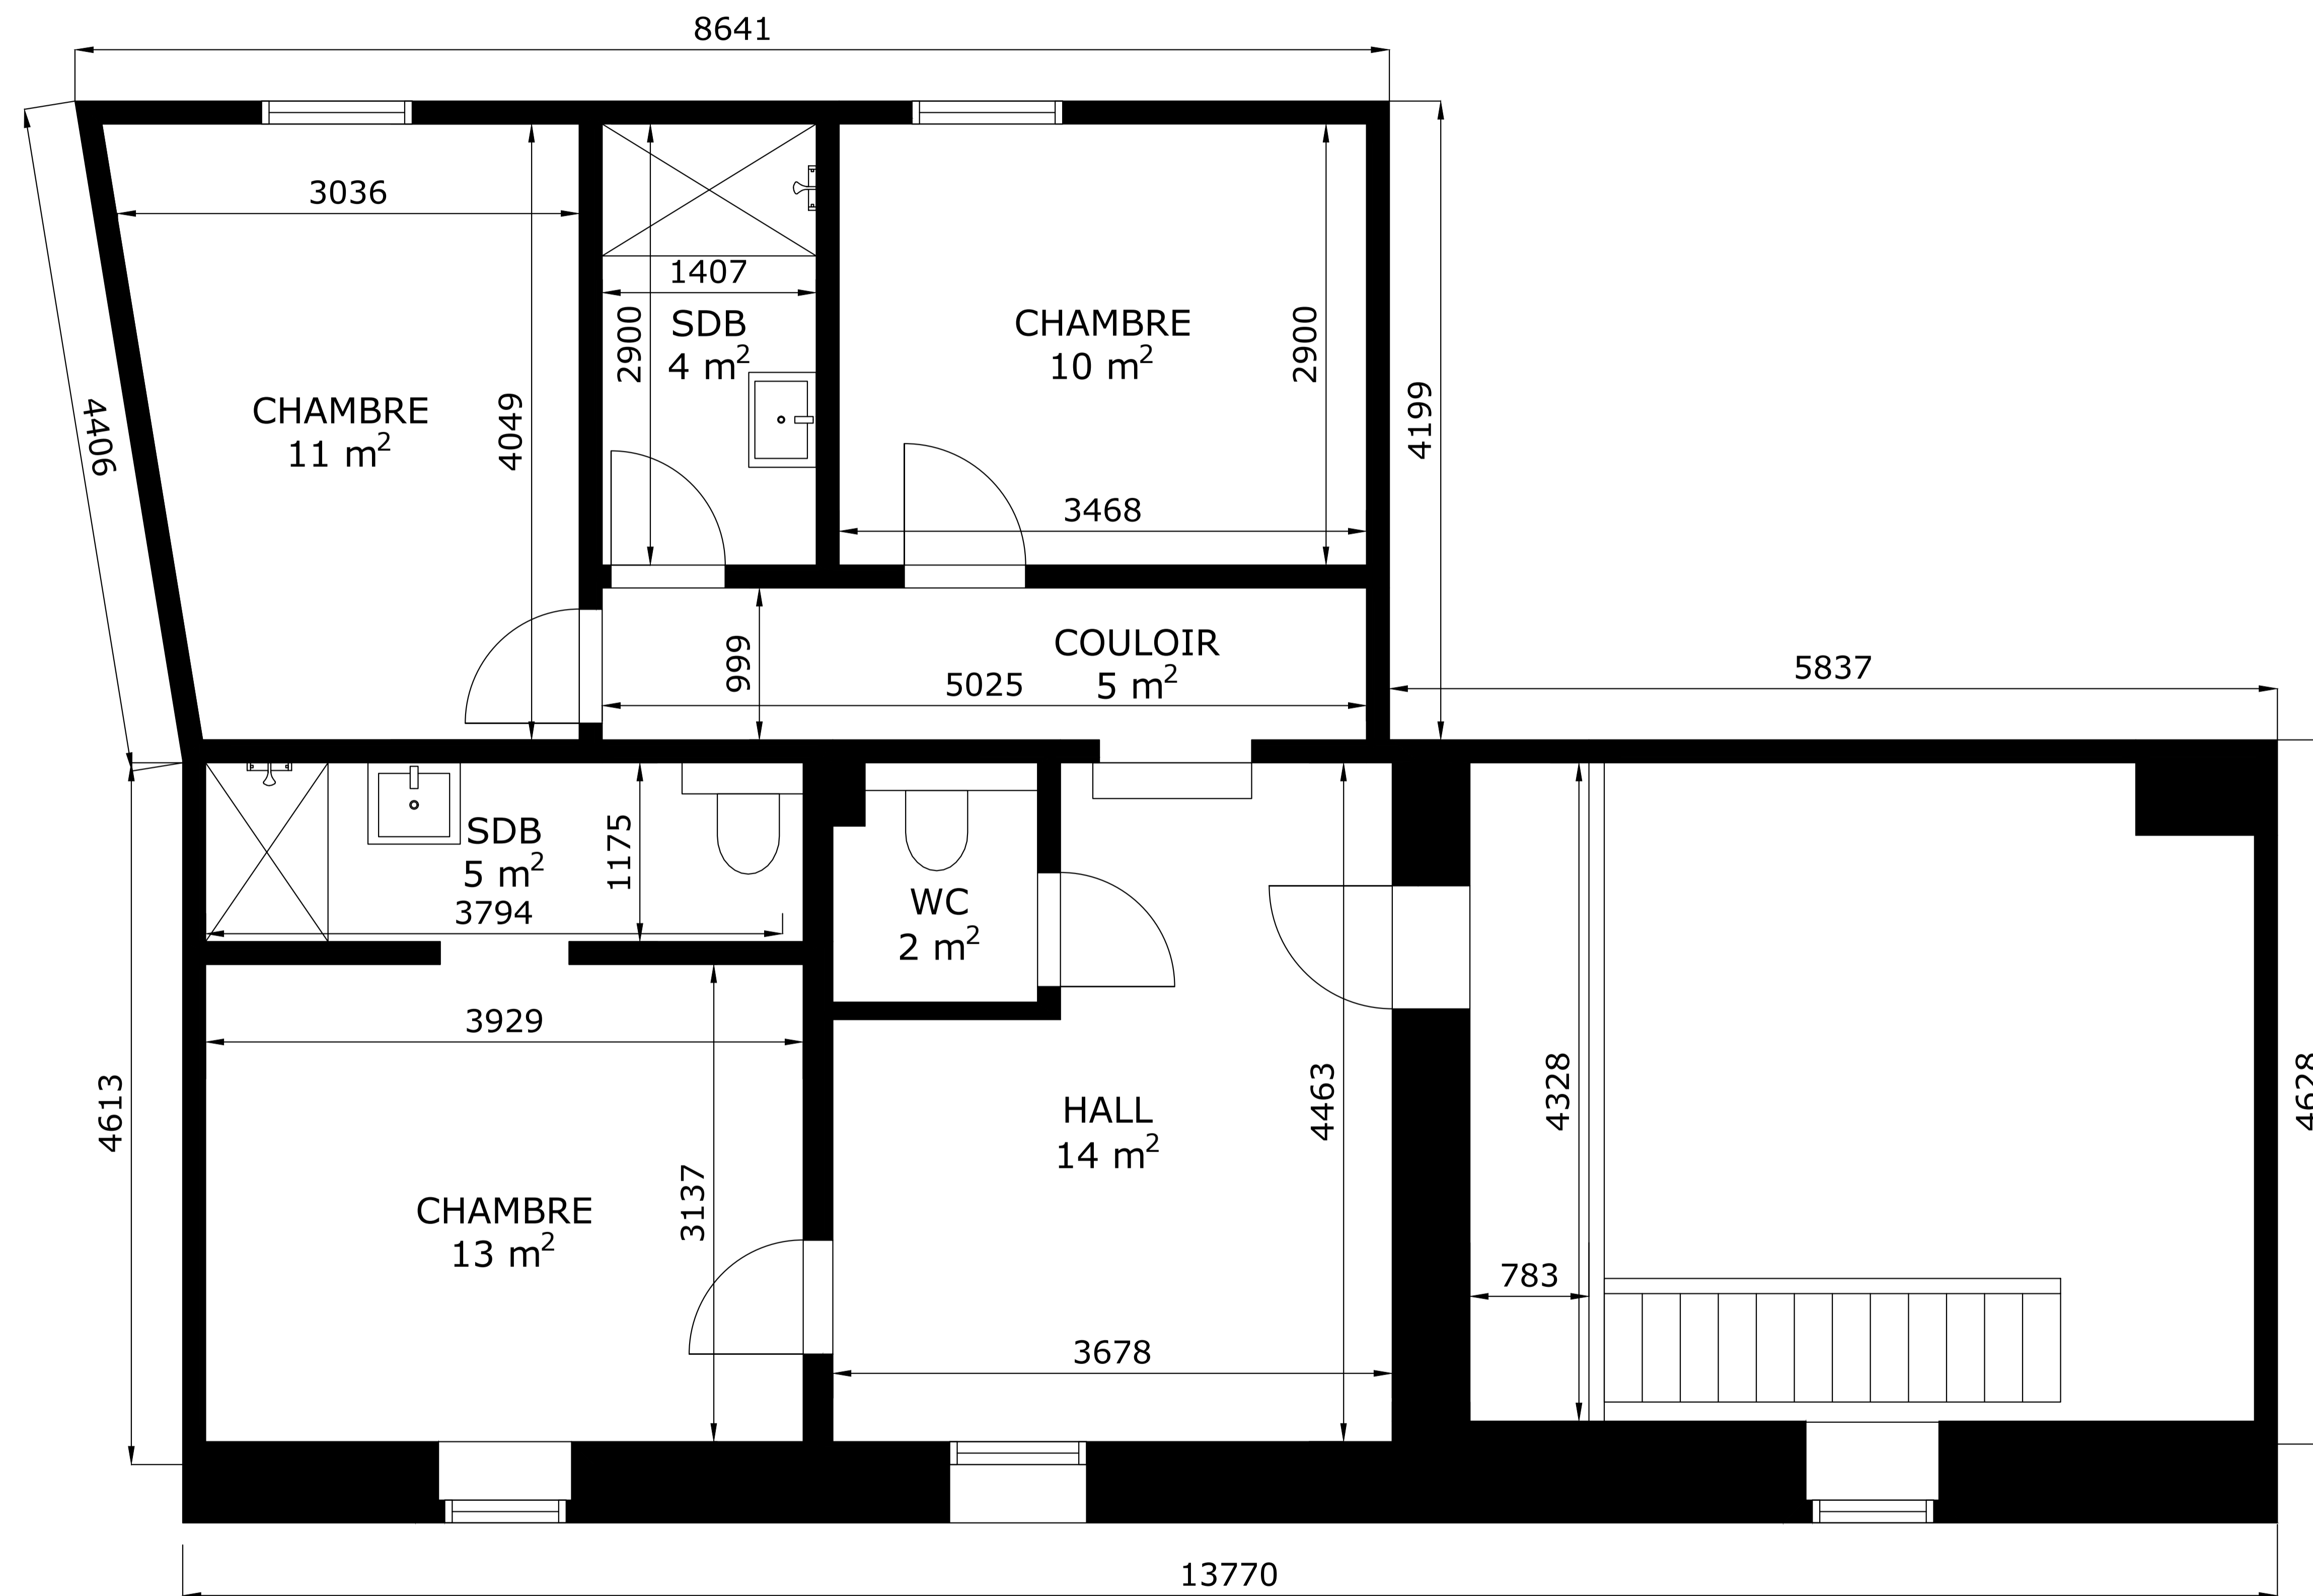 8641
3036
1407
SDB
4 m²
2900
CHAMBRE
10 m²
2900
4199
4406
CHAMBRE
11 m²
4049
3468
999
COULOIR
5 m²
5025
5837
SDB
5 m²
1175
3794
WC
2 m²
3929
4613
3137
HALL
14 m²
4463
4328
4628
CHAMBRE
13 m²
783
3678
13770